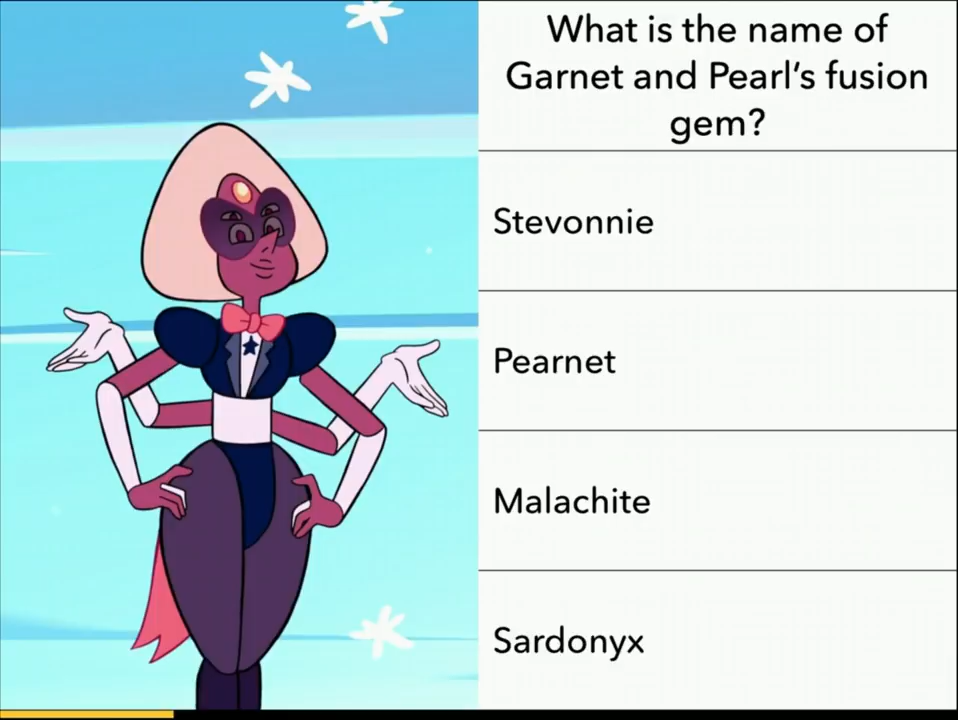 What is the name of
Garnet and Pearl's fusion
gem?
Stevonnie
Pearnet
Malachite
Sardonyx